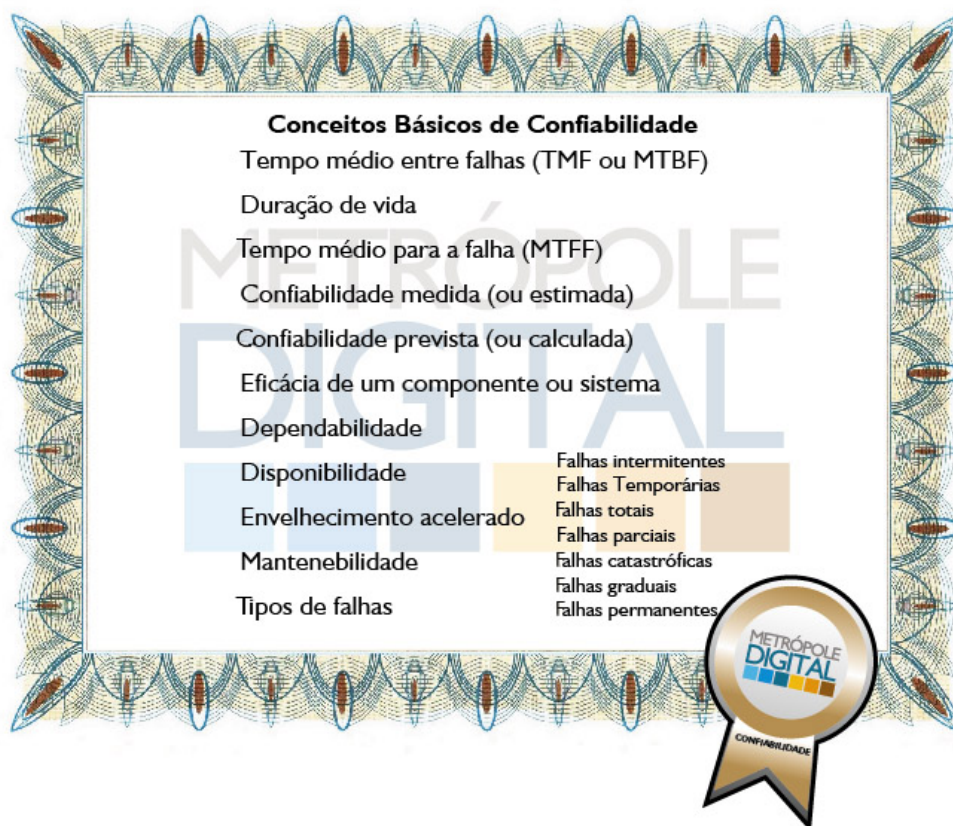 Conceitos Básicos de Confiabilidade
Tempo médio entre falhas (TMF ou MTBF)
Duração de vida
Tempo médio para a falha (MTFF)
Confiabilidade medida (ou estimada)
Confiabilidade prevista (ou calculada)
Eficácia de um componente ou sistema
Dependabilidade
Disponibilidade
Envelhecimento acelerado
Mantenebilidade
Tipos de falhas
Falhas intermitentes
Falhas Temporárias
Falhas totais
Falhas parciais
Falhas catastróficas
Falhas graduais
Falhas permanentes
METRÓPOLE
DIGITAL
METRÓPOLE
DIGITAL
CONFIABILIDADE